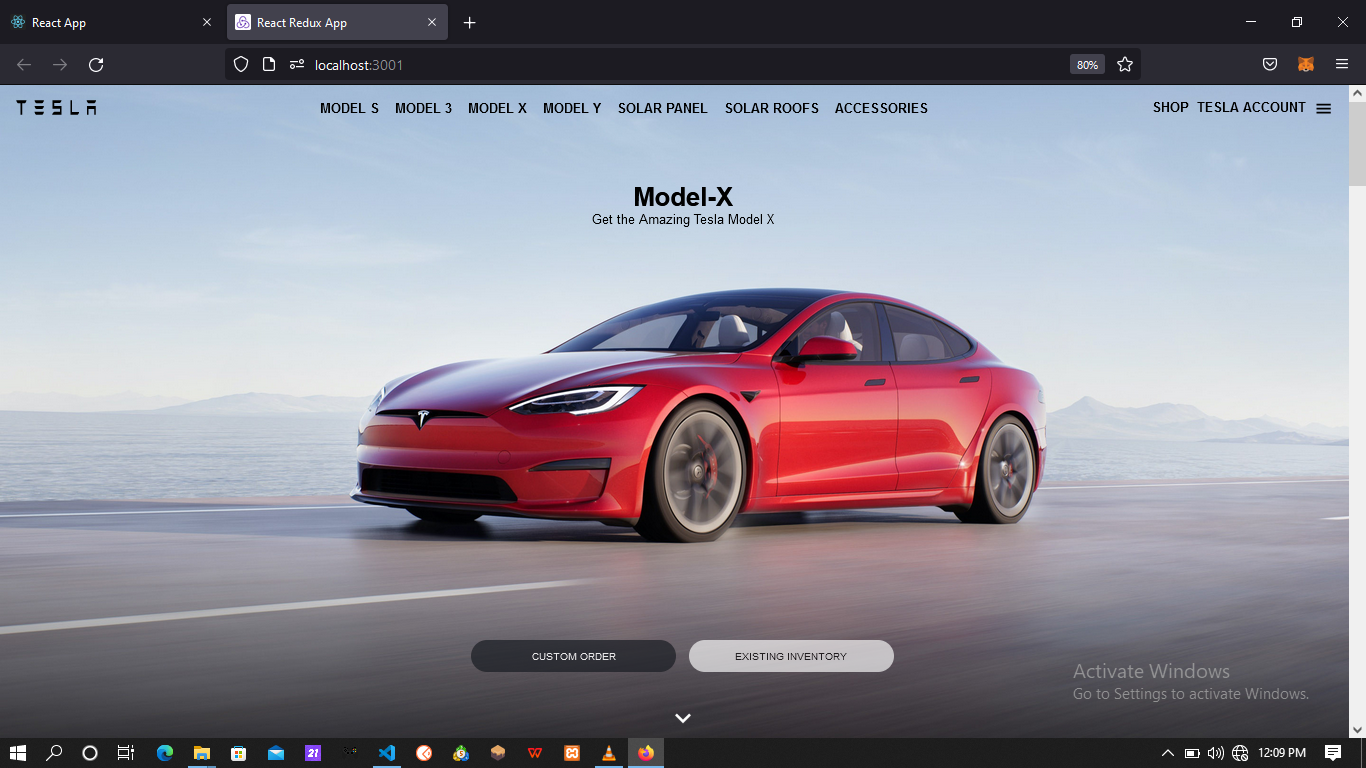 React App
React Redux App
localhost:3001
80%
TESLA
MODEL S MODEL 3 MODEL X MODEL Y SOLAR PANEL SOLAR ROOFS ACCESSORIES
SHOP TESLA ACCOUNT
Model-X
Get the Amazing Tesla Model X
CUSTOM ORDER
EXISTING INVENTORY
Activate Windows
Go to Settings to activate Windows.
21
12:09 PM